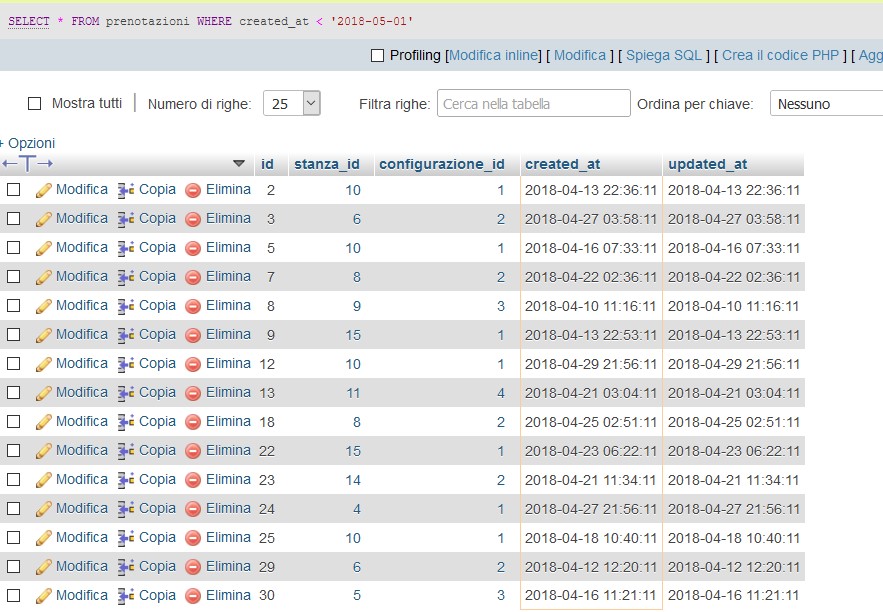 SELECT * FROM prenotazioni WHERE created_at < '2018-05-01'
Profiling [Modifica inline] [ Modifica ] [ Spiega SQL ] [ Crea il codice PHP ] [ Agg
Mostra tutti | Numero di righe: 25 Filtra righe: Cerca nella tabella Ordina per chiave: Nessuno
+ Opzioni
←T→ id stanza_id configurazione_id created_at updated_at
Modifica Copia Elimina 2 10 1 2018-04-13 22:36:11 2018-04-13 22:36:11
Modifica Copia Elimina 3 6 2 2018-04-27 03:58:11 2018-04-27 03:58:11
Modifica Copia Elimina 5 10 1 2018-04-16 07:33:11 2018-04-16 07:33:11
Modifica Copia Elimina 7 8 2 2018-04-22 02:36:11 2018-04-22 02:36:11
Modifica Copia Elimina 8 9 3 2018-04-10 11:16:11 2018-04-10 11:16:11
Modifica Copia Elimina 9 15 1 2018-04-13 22:53:11 2018-04-13 22:53:11
Modifica Copia Elimina 12 10 1 2018-04-29 21:56:11 2018-04-29 21:56:11
Modifica Copia Elimina 13 11 4 2018-04-21 03:04:11 2018-04-21 03:04:11
Modifica Copia Elimina 18 8 2 2018-04-25 02:51:11 2018-04-25 02:51:11
Modifica Copia Elimina 22 15 1 2018-04-23 06:22:11 2018-04-23 06:22:11
Modifica Copia Elimina 23 14 2 2018-04-21 11:34:11 2018-04-21 11:34:11
Modifica Copia Elimina 24 4 1 2018-04-27 21:56:11 2018-04-27 21:56:11
Modifica Copia Elimina 25 10 1 2018-04-18 10:40:11 2018-04-18 10:40:11
Modifica Copia Elimina 29 6 2 2018-04-12 12:20:11 2018-04-12 12:20:11
Modifica Copia Elimina 30 5 3 2018-04-16 11:21:11 2018-04-16 11:21:11